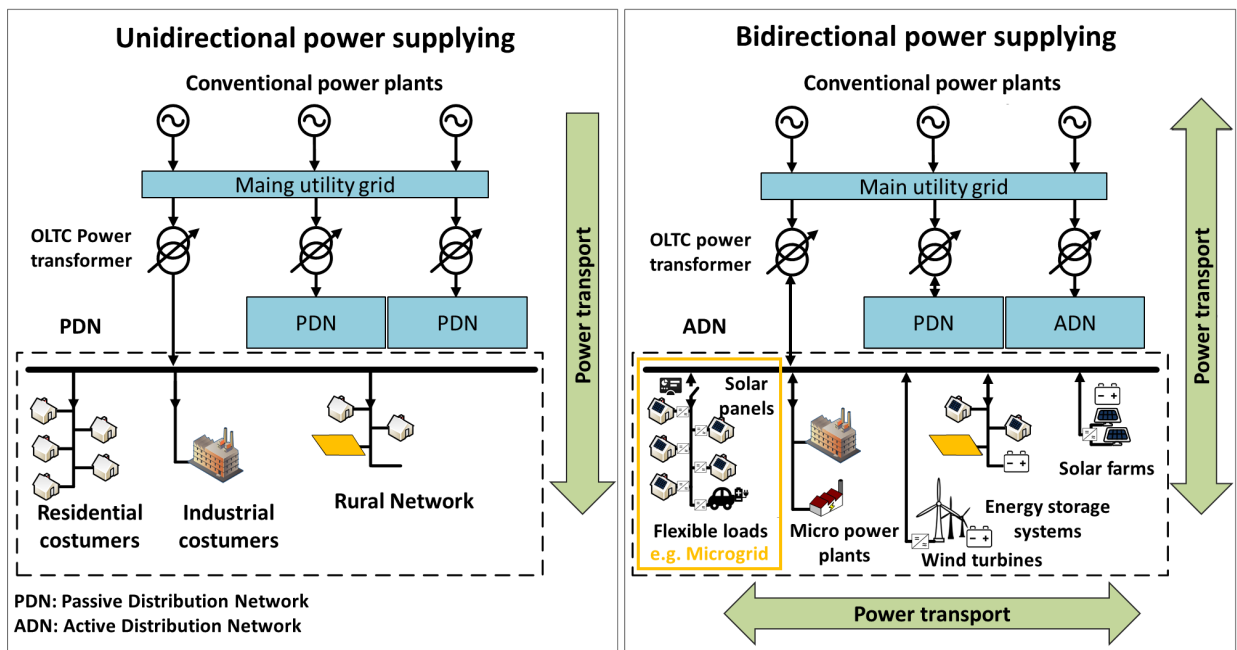 Unidirectional power supplying
Conventional power plants
Maing utility grid
OLTC Power
transformer
PDN
PDN
PDN
Residential
costumers
Industrial
costumers
Rural Network
Power transport
PDN: Passive Distribution Network
ADN: Active Distribution Network
Bidirectional power supplying
Conventional power plants
Main utility grid
OLTC power
transformer
ADN
PDN
ADN
Solar
panels
Flexible loads
e.g. Microgrid
Micro power
plants
Wind turbines
Energy storage
systems
Solar farms
Power transport
Power transport